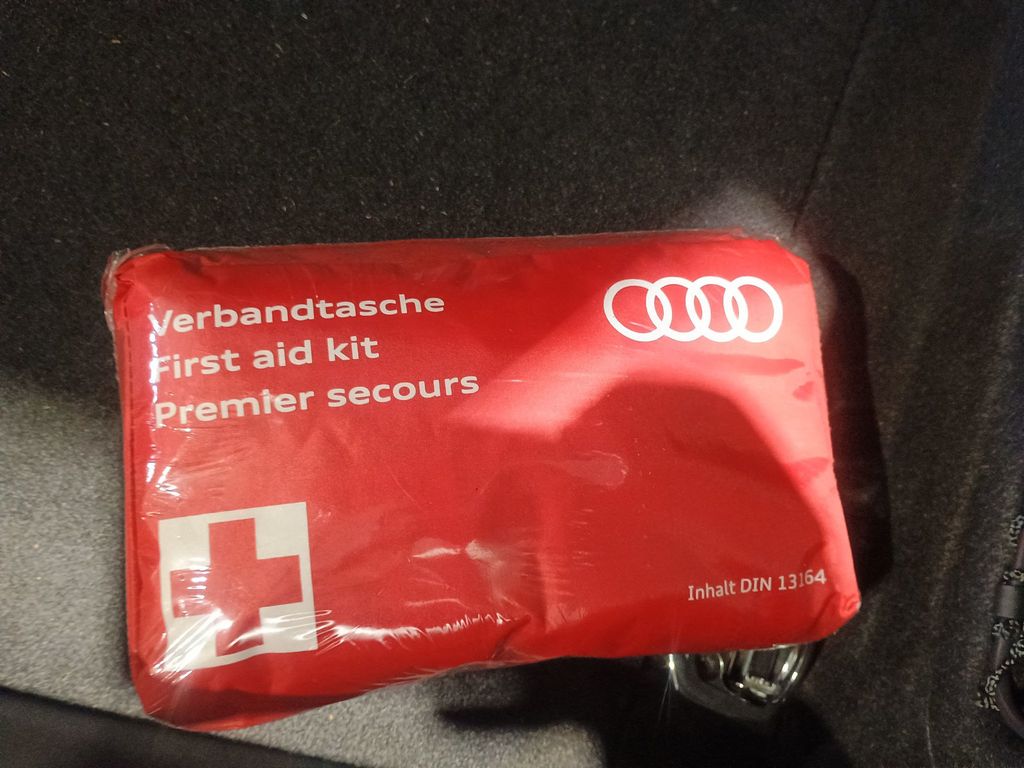 Verbandtasche
First aid kit
Premier secours
Inhalt DIN 13164